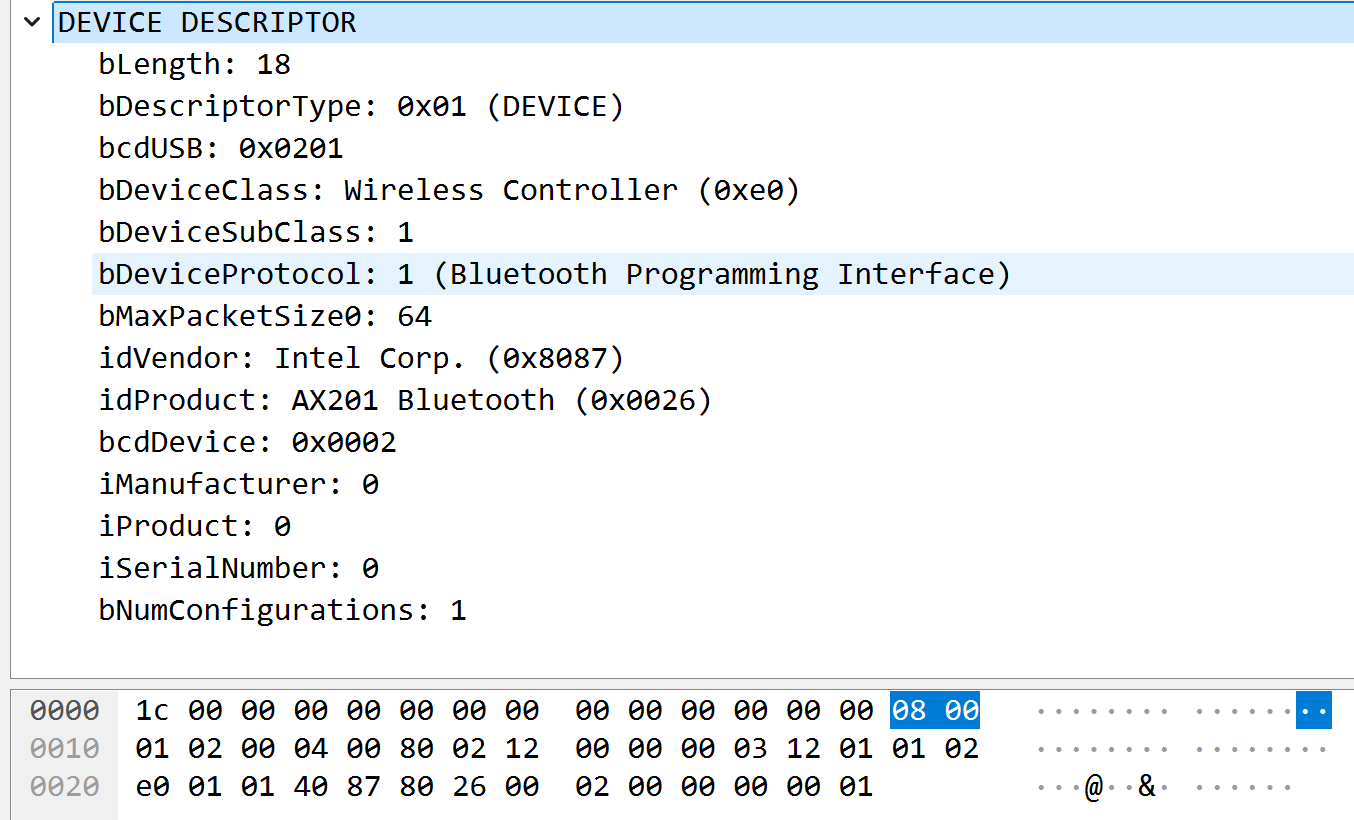 DEVICE DESCRIPTOR
bLength: 18
bDescriptorType: 0x01 (DEVICE)
bcdUSB: 0x0201
bDeviceClass: Wireless Controller (0xe0)
bDeviceSubClass: 1
bDeviceProtocol: 1 (Bluetooth Programming Interface)
bMaxPacketSize0: 64
idVendor: Intel Corp. (0x8087)
idProduct: AX201 Bluetooth (0x0026)
bcdDevice: 0x0002
iManufacturer: 0
iProduct: 0
iSerialNumber: 0
bNumConfigurations: 1
0000 1c 00 00 00 00 00 00 00 00 00 00 00 00 00 08 00 ········ ········
0010 01 02 00 04 00 80 02 12 00 00 00 03 12 01 01 02 ········ ········
0020 e0 01 01 40 87 80 26 00 02 00 00 00 00 01 ···@··&· ······